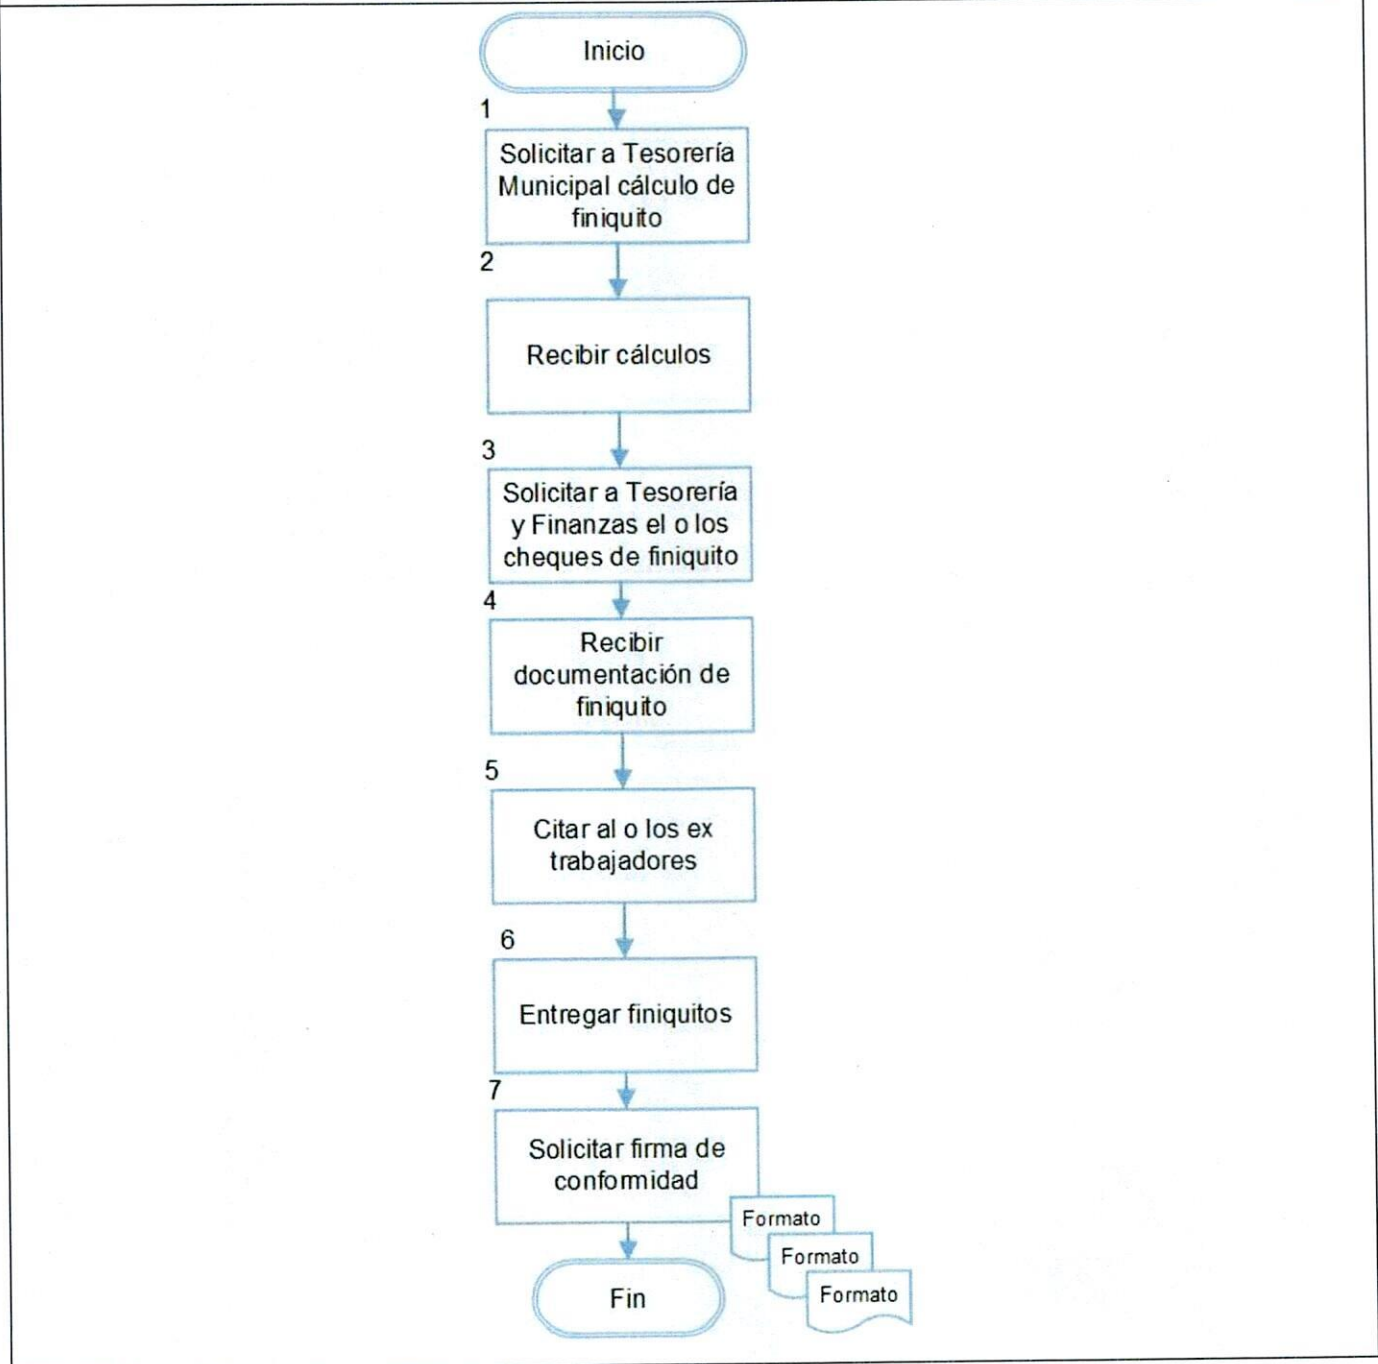 Inicio
1
Solicitar a Tesorería
Municipal cálculo de
finiquito
2
Recibir cálculos
3
Solicitar a Tesorería
y Finanzas el o los
cheques de finiquito
4
Recibir
documentación de
finiquito
5
Citar al o los ex
trabajadores
6
Entregar finiquitos
7
Solicitar firma de
conformidad
Formato
Formato
Formato
Fin